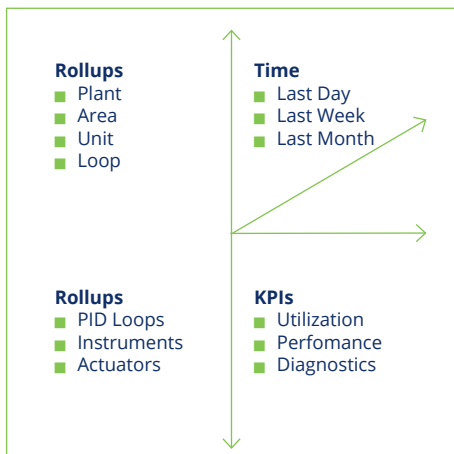 Rollups
Plant
Area
Unit
Loop
Time
Last Day
Last Week
Last Month
Rollups
PID Loops
Instruments
Actuators
KPIs
Utilization
Perfomance
Diagnostics